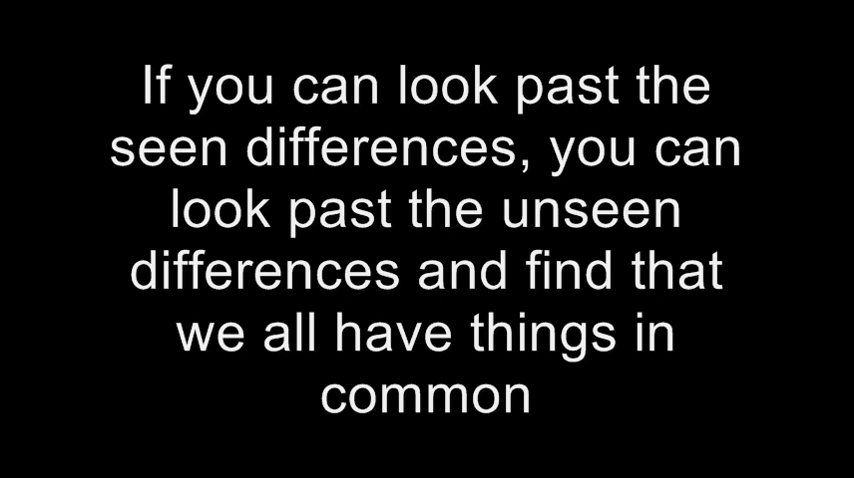 If you can look past the
seen differences, you can
look past the unseen
differences and find that
we all have things in
common